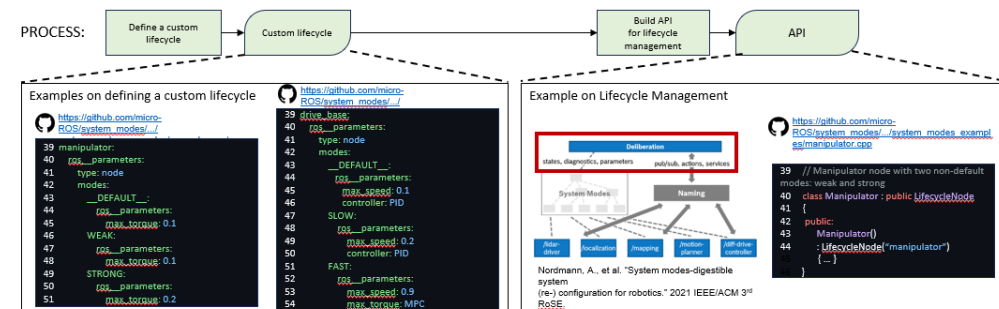 PROCESS:
Define a custom
lifecycle
Custom lifecycle
Build API
for lifecycle
management
API
Examples on defining a custom lifecycle
https://github.com/micro-
ROS/system_modes/.../
39 manipulator:
40 ros__parameters:
41 type: node
42 modes:
43 __DEFAULT__:
44 ros__parameters:
45 max_torque: 0.1
46 WEAK:
47 ros__parameters:
48 max_torque: 0.1
49 STRONG:
50 ros__parameters:
51 max_torque: 0.2
https://github.com/micro-
ROS/system_modes/.../
39 drive_base:
40 ros__parameters:
41 type: node
42 modes:
43 __DEFAULT__:
44 ros__parameters:
45 max_speed: 0.1
46 controller: PID
47 SLOW:
48 ros__parameters:
49 max_speed: 0.2
50 controller: PID
51 FAST:
52 ros__parameters:
53 max_speed: 0.9
54 max_torque: MPC
Example on Lifecycle Management
Deliberation
states, diagnostics, parameters
pub/sub, actions, services
System Modes
Naming
/lidar-
driver
/localization
/mapping
/motion-
planner
/diff-drive-
controller
Nordmann, A., et al. "System modes-digestible
system
(re-) configuration for robotics." 2021 IEEE/ACM 3rd
RoSE.
https://github.com/micro-
ROS/system_modes/.../system_modes_exampl
es/manipulator.cpp
39 // Manipulator node with two non-default
modes: weak and strong
40 class Manipulator : public LifecycleNode
41 {
42 public:
43 Manipulator()
44 : LifecycleNode("manipulator")
45 { ... }
46 }